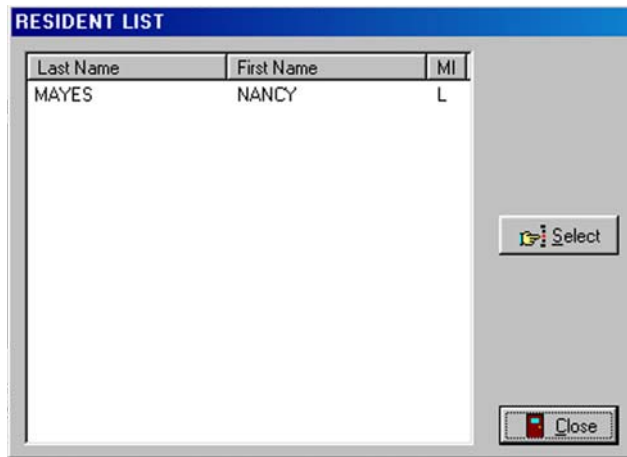 RESIDENT LIST
Last Name First Name MI
MAYES NANCY L
Select
Close